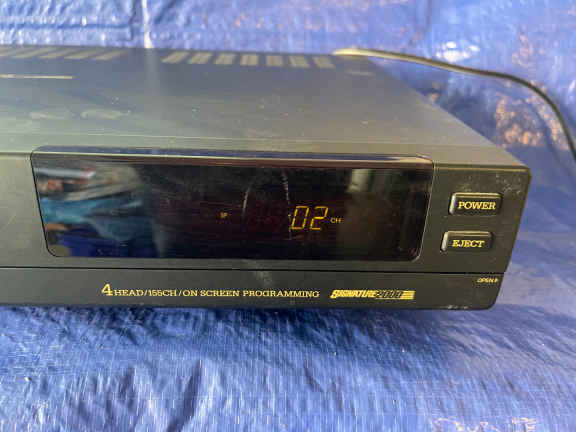 SP
02 CH
POWER
EJECT
OPEN
4 HEAD/155CH/ON SCREEN PROGRAMMING SIGNATURE 2000